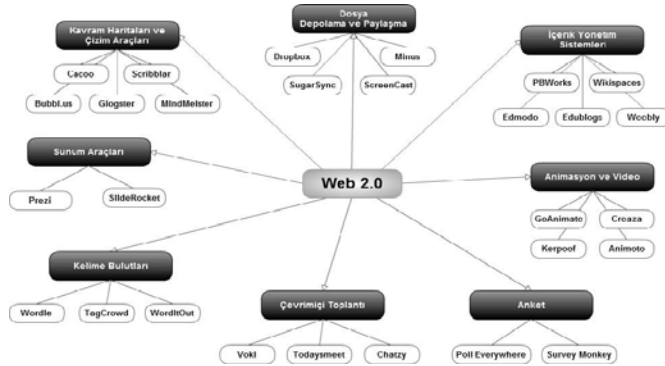 Dosya
Depolama ve Paylaşma
Dropbox
Minus
SugarSync
ScreenCast
Kavram Haritaları ve
Çizim Araçları
Cacoo
Scribblar
Bubbl.us
Glogster
MindMeister
İçerik Yönetim
Sistemleri
PBWorks
Wikispaces
Edmodo
Edublogs
Weebly
Sunum Araçları
Prezi
SlideRocket
Web 2.0
Animasyon ve Video
GoAnimate
Creaza
Kerpoof
Animoto
Kelime Bulutları
Wordle
TagCrowd
WordItOut
Çevrimiçi Toplantı
Vokl
Todaysmeet
Chatzy
Anket
Poll Everywhere
Survey Monkey